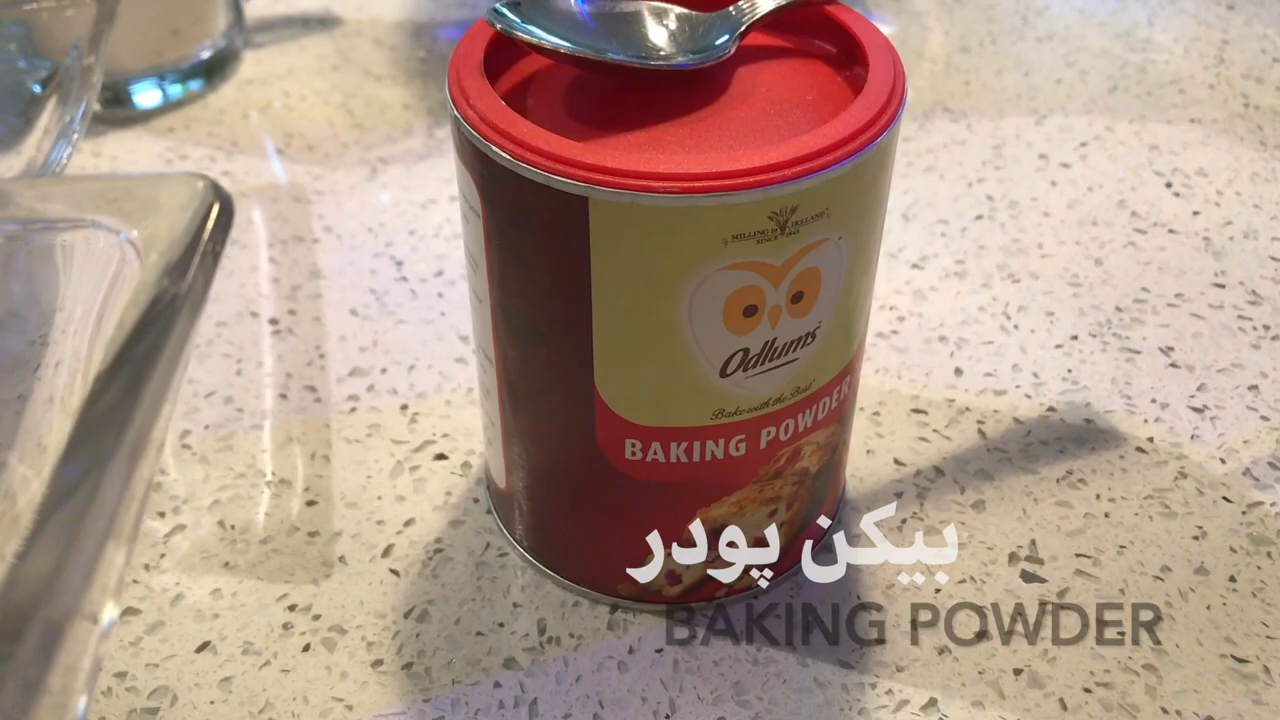 MILLING in IRELAND
SINCE 1845
Odlums
Bake with the Best
BAKING POWDER
بیکن پودر
BAKING POWDER